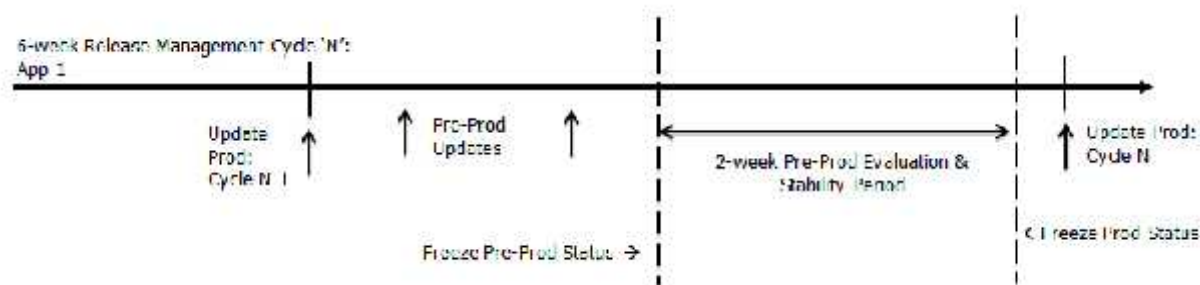 6-week Release Management Cycle 'N':
App 1
Update
Prod:
Cycle N-1
Pre-Prod
Updates
2-week Pre-Prod Evaluation &
Stability Period
Update Prod:
Cycle N
Freeze Pre-Prod Status →
← Freeze Prod Status